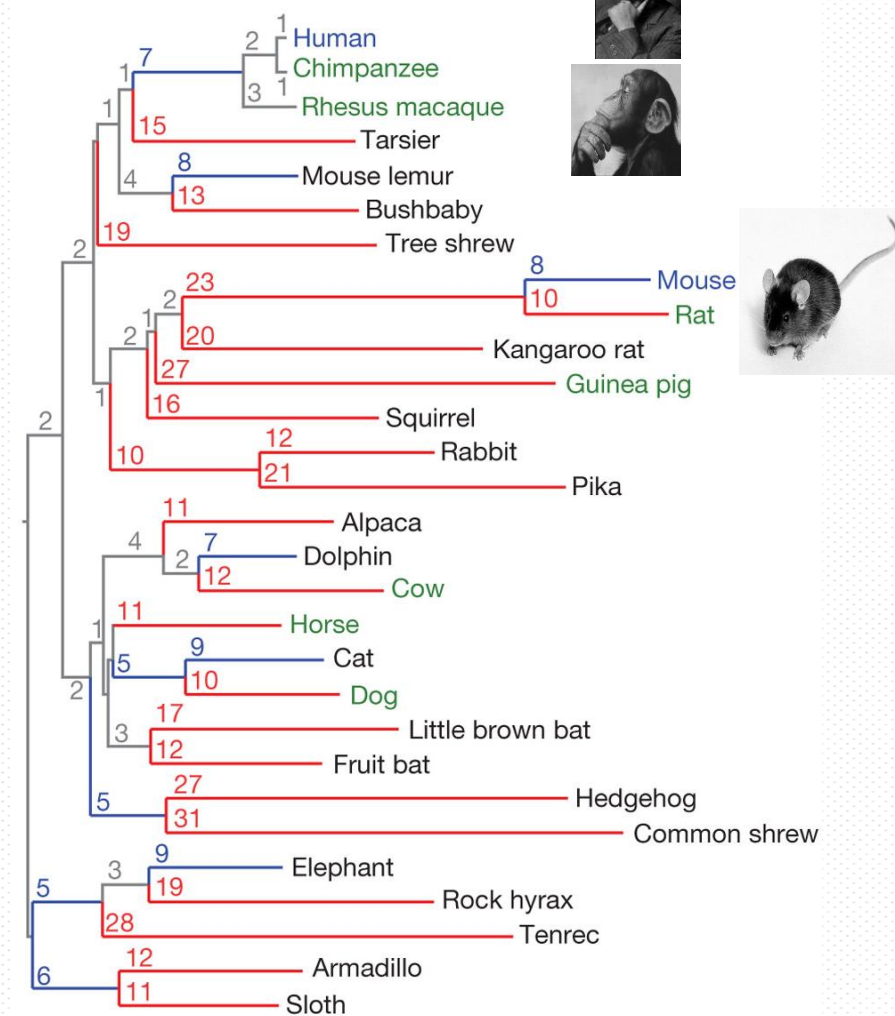 1
2
Human
7
Chimpanzee
1
3
1
Rhesus macaque
1
15
Tarsier
8
Mouse lemur
4
13
Bushbaby
19
Tree shrew
2
8
23
Mouse
10
2
Rat
1
20
2
Kangaroo rat
27
Guinea pig
1
16
Squirrel
2
12
Rabbit
10
21
Pika
11
Alpaca
4
7
2
Dolphin
12
Cow
11
Horse
1
9
Cat
5
10
2
Dog
17
Little brown bat
3
12
Fruit bat
27
Hedgehog
5
31
Common shrew
9
Elephant
3
5
19
Rock hyrax
28
Tenrec
12
Armadillo
6
11
Sloth